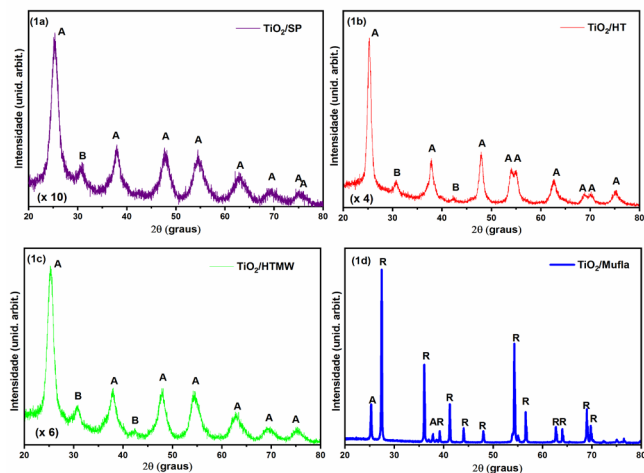 (1a)
TiO2/SP
A
B
A
A
A
A
A
A
A
(x 10)
Intensidade (unid. arbit.)
20 30 40 50 60 70 80
2θ (graus)
(1b)
TiO2/HT
A
B
A
B
A
A A
A
A A
A
(x 4)
Intensidade (unid. arbit.)
20 30 40 50 60 70 80
2θ (graus)
(1c)
TiO2/HTMW
A
B
A
B
A
A
A
A
A
(x 6)
Intensidade (unid. arbit.)
20 30 40 50 60 70 80
2θ (graus)
(1d)
TiO2/Mufla
A
R
R
A R
R
R
R
R
R
R R
R
R
Intensidade (unid. arbit.)
20 30 40 50 60 70 80
2θ (graus)